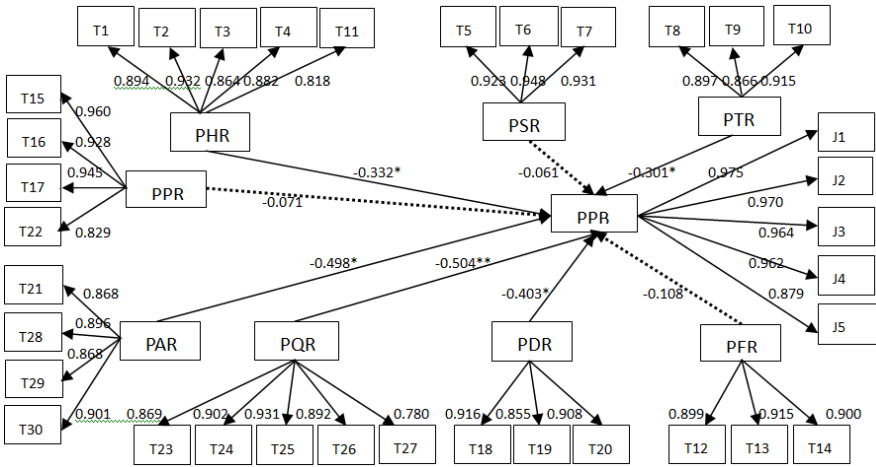 T1 T2 T3 T4 T11 T5 T6 T7 T8 T9 T10
0.894 0.932 0.864 0.882 0.818 0.923 0.948 0.931 0.897 0.866 0.915
T15
0.960
PHR PSR PTR
T16
0.928
J1
T17
0.945
-0.332* -0.061 -0.301* 0.975
J2
PPR
-0.071
0.970
T22
0.829
PPB
0.964
J3
-0.498* -0.504** 0.962
J4
T21
0.868
-0.403* -0.108 0.879
T28
0.896
J5
PAR PQR PDR PFR
T29
0.868
T30
0.901 0.869 0.902 0.931 0.892 0.780 0.916 0.855 0.908 0.899 0.915 0.900
T23 T24 T25 T26 T27 T18 T19 T20 T12 T13 T14